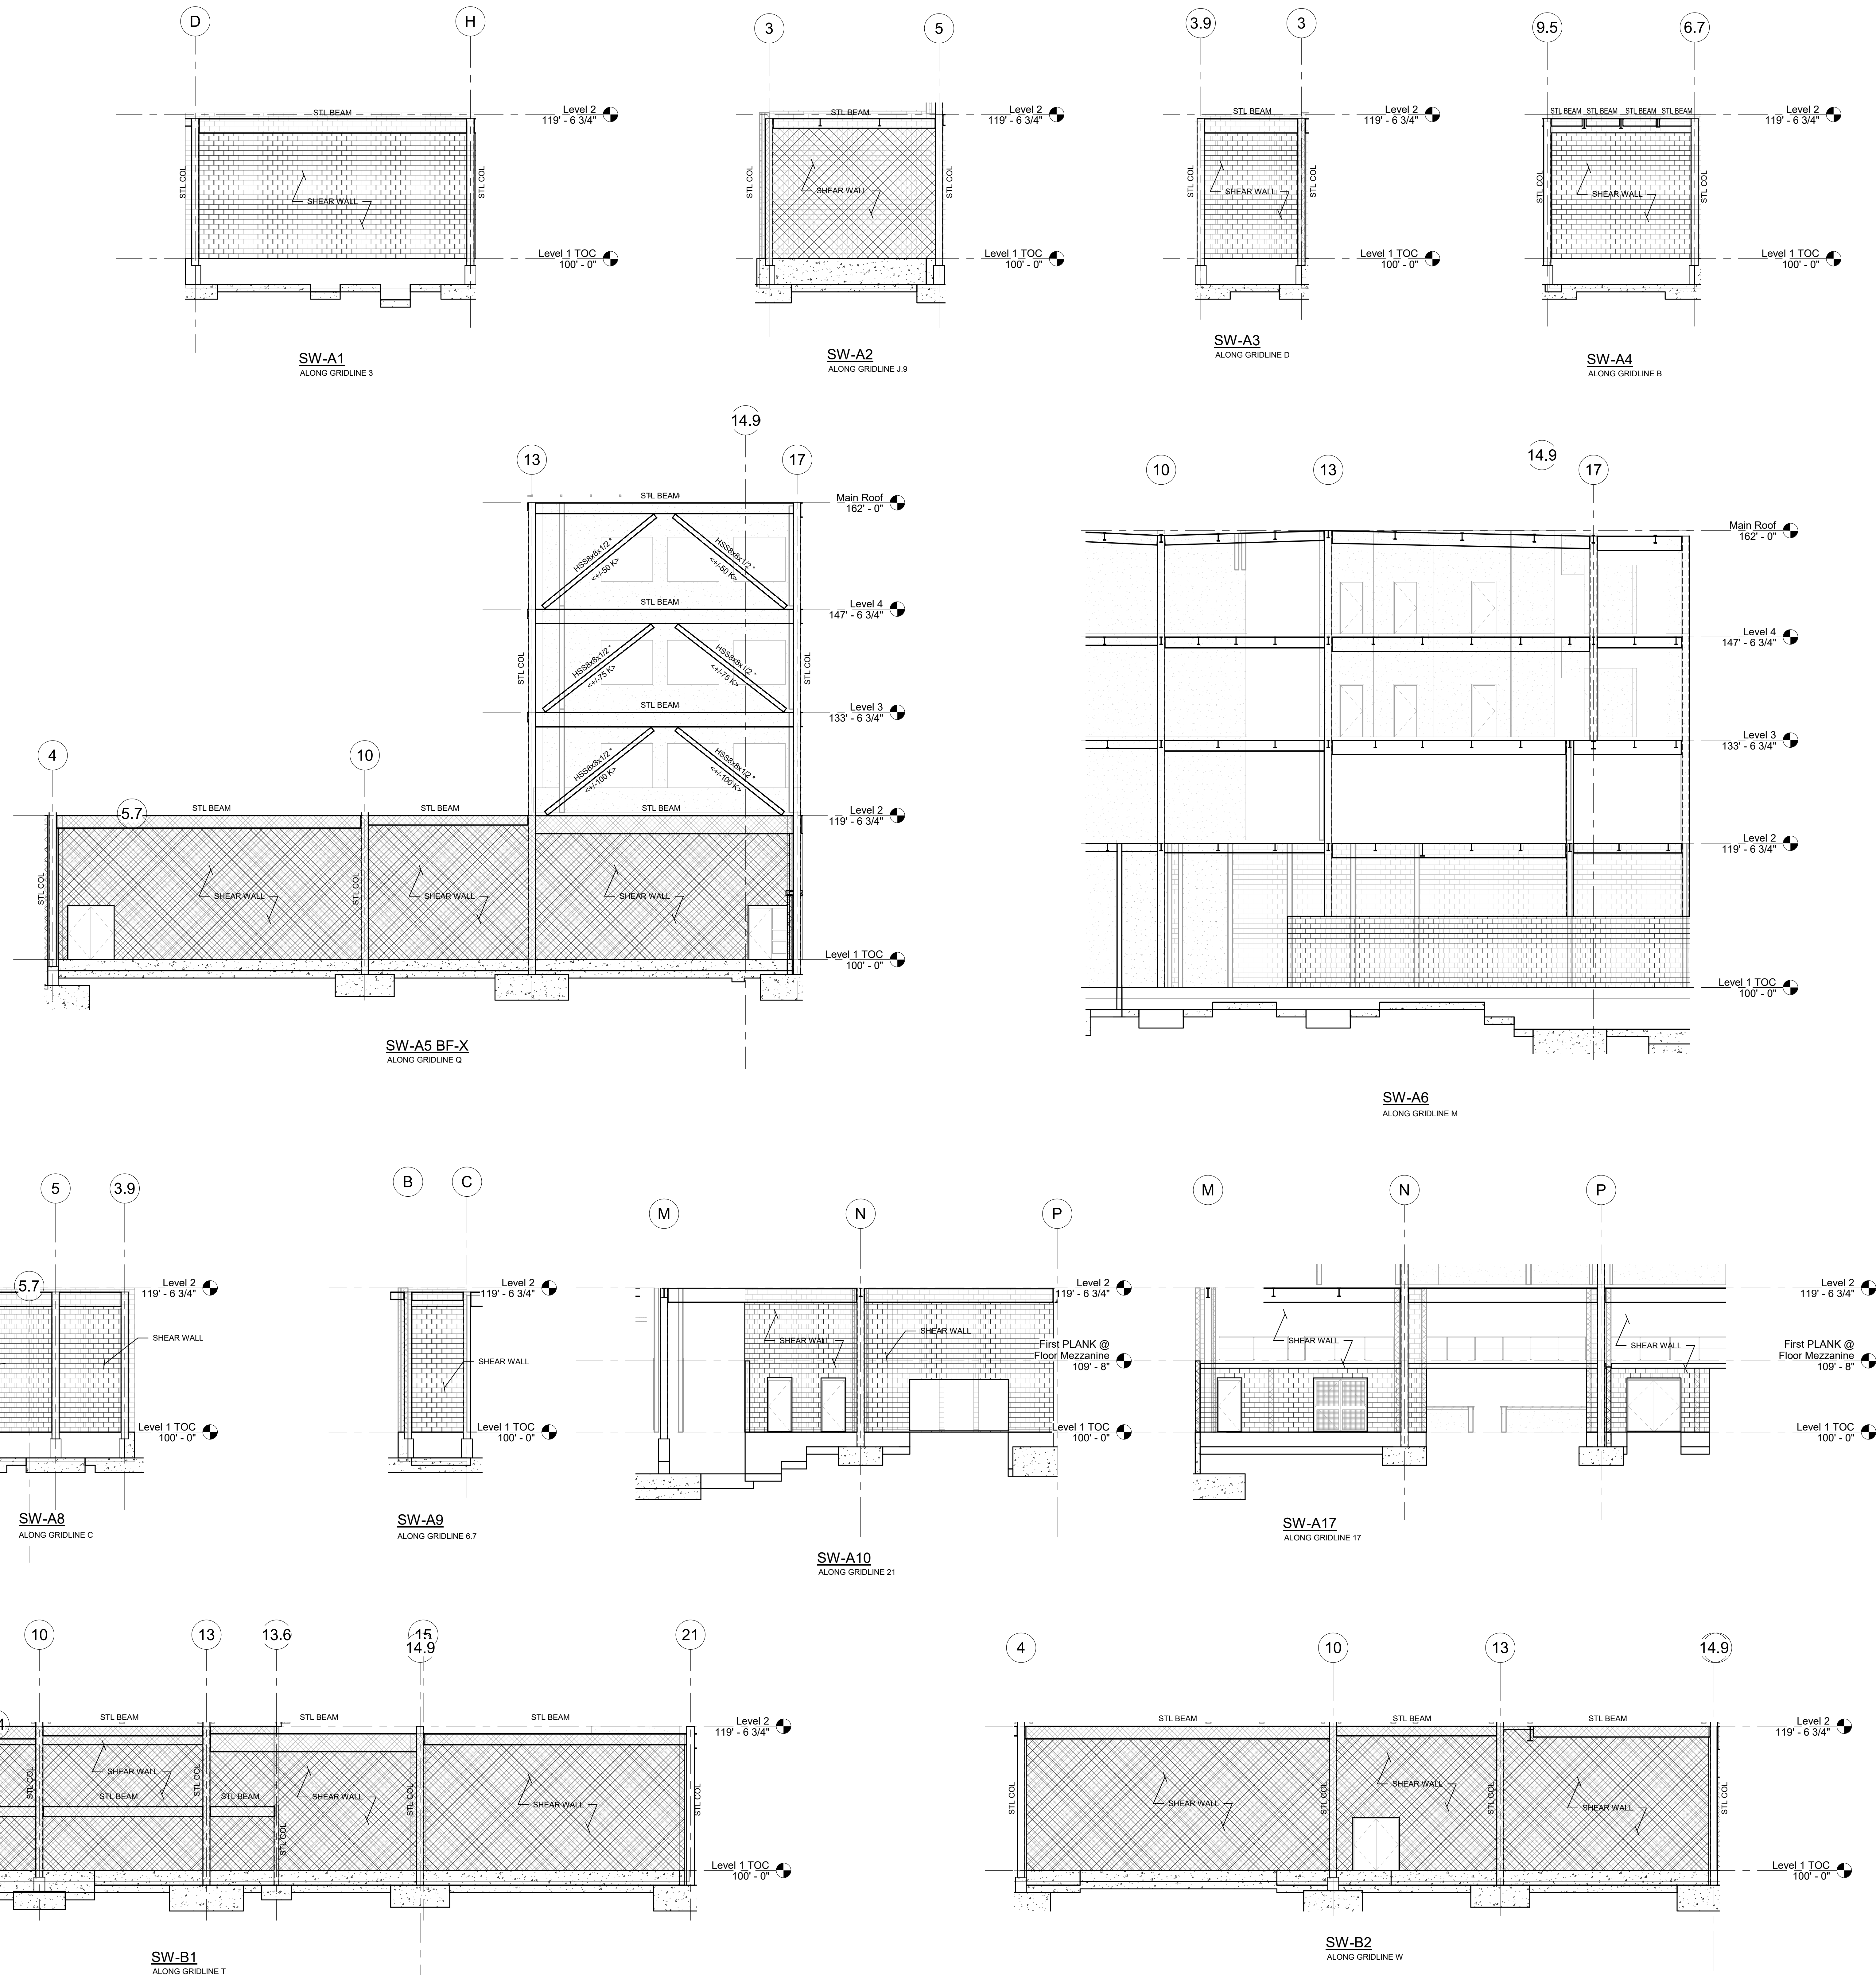 D
H
STL BEAM
Level 2
119' - 6 3/4"
STL COL
STL COL
SHEAR WALL
Level 1 TOC
100' - 0"
SW-A1
ALONG GRIDLINE 3
3
5
STL BEAM
Level 2
119' - 6 3/4"
STL COL
STL COL
SHEAR WALL
Level 1 TOC
100' - 0"
SW-A2
ALONG GRIDLINE J.9
3.9
3
STL BEAM
Level 2
119' - 6 3/4"
STL COL
STL COL
SHEAR WALL
Level 1 TOC
100' - 0"
SW-A3
ALONG GRIDLINE D
9.5
6.7
STL BEAM STL BEAM STL BEAM STL BEAM
Level 2
119' - 6 3/4"
STL COL
STL COL
SHEAR WALL
Level 1 TOC
100' - 0"
SW-A4
ALONG GRIDLINE B
14.9
13
17
STL BEAM
Main Roof
162' - 0"
HSS8x8x1/2 *
<+/-50 K>
HSS8x8x1/2 *
<+/-50 K>
STL BEAM
Level 4
147' - 6 3/4"
HSS8x8x1/2 *
<+/-75 K>
HSS8x8x1/2 *
<+/-75 K>
STL COL
STL COL
STL BEAM
Level 3
133' - 6 3/4"
HSS8x8x1/2 *
<+/-100 K>
HSS8x8x1/2 *
<+/-100 K>
4
10
5.7
STL BEAM
STL BEAM
STL BEAM
Level 2
119' - 6 3/4"
STL COL
SHEAR WALL
STL COL
SHEAR WALL
SHEAR WALL
Level 1 TOC
100' - 0"
SW-A5 BF-X
ALONG GRIDLINE Q
10
13
14.9
17
Main Roof
162' - 0"
Level 4
147' - 6 3/4"
Level 3
133' - 6 3/4"
Level 2
119' - 6 3/4"
Level 1 TOC
100' - 0"
SW-A6
ALONG GRIDLINE M
5
3.9
5.7
Level 2
119' - 6 3/4"
SHEAR WALL
Level 1 TOC
100' - 0"
SW-A8
ALONG GRIDLINE C
B
C
Level 2
119' - 6 3/4"
SHEAR WALL
Level 1 TOC
100' - 0"
SW-A9
ALONG GRIDLINE 6.7
M
N
P
Level 2
119' - 6 3/4"
SHEAR WALL
SHEAR WALL
First PLANK @
Floor Mezzanine
109' - 8"
Level 1 TOC
100' - 0"
SW-A10
ALONG GRIDLINE 21
M
N
P
Level 2
119' - 6 3/4"
SHEAR WALL
SHEAR WALL
First PLANK @
Floor Mezzanine
109' - 8"
Level 1 TOC
100' - 0"
SW-A17
ALONG GRIDLINE 17
10
13
13.6
15
14.9
21
STL BEAM
STL BEAM
STL BEAM
Level 2
119' - 6 3/4"
SHEAR WALL
STL COL
STL COL
STL COL
STL BEAM
STL BEAM
SHEAR WALL
SHEAR WALL
STL COL
STL COL
Level 1 TOC
100' - 0"
SW-B1
ALONG GRIDLINE T
4
10
13
14.9
STL BEAM
STL BEAM
STL BEAM
Level 2
119' - 6 3/4"
STL COL
SHEAR WALL
STL COL
SHEAR WALL
STL COL
SHEAR WALL
STL COL
Level 1 TOC
100' - 0"
SW-B2
ALONG GRIDLINE W